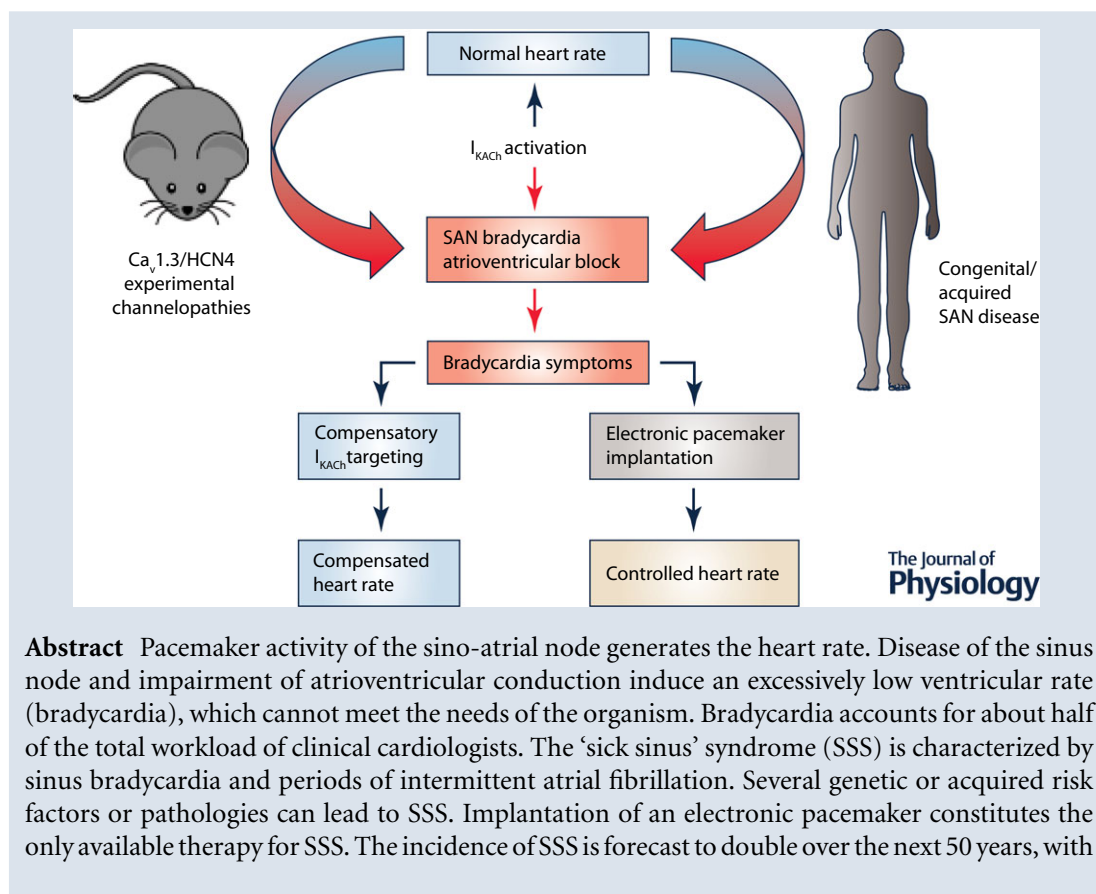 Normal heart rate
I_KACh activation
SAN bradycardia
atrioventricular block
Ca_v1.3/HCN4
experimental
channelopathies
Congenital/
acquired
SAN disease
Bradycardia symptoms
Compensatory
I_KACh targeting
Electronic pacemaker
implantation
Compensated
heart rate
Controlled heart rate
The Journal of
Physiology
Abstract Pacemaker activity of the sino-atrial node generates the heart rate. Disease of the sinus
node and impairment of atrioventricular conduction induce an excessively low ventricular rate
(bradycardia), which cannot meet the needs of the organism. Bradycardia accounts for about half
of the total workload of clinical cardiologists. The ‘sick sinus’ syndrome (SSS) is characterized by
sinus bradycardia and periods of intermittent atrial fibrillation. Several genetic or acquired risk
factors or pathologies can lead to SSS. Implantation of an electronic pacemaker constitutes the
only available therapy for SSS. The incidence of SSS is forecast to double over the next 50 years, with